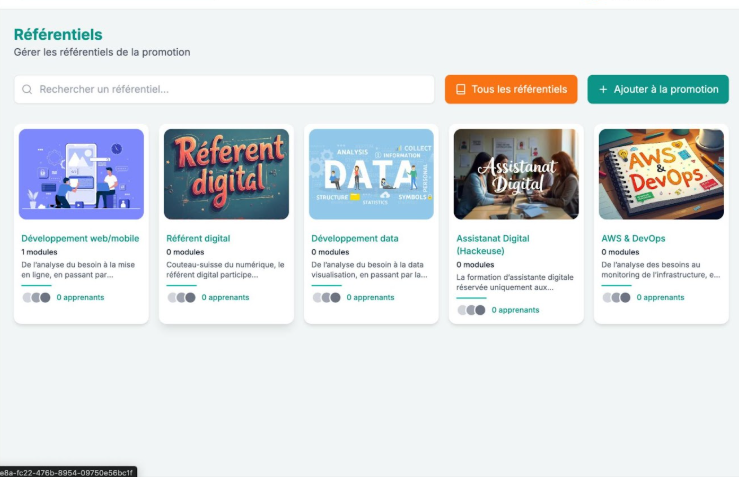 Référentiels
Gérer les référentiels de la promotion
Rechercher un référentiel...
Tous les référentiels
+ Ajouter à la promotion
Réferent
digital
ANALYSIS
COLLECT
INFORMATION
DATA
PERSONAL
STRUCTURE
STATISTICS
SYMBOLS
Assistanat
Digital
AWS
&
DevOps
Développement web/mobile
1 modules
De l'analyse du besoin à la mise
en ligne, en passant par...
0 apprenants
Référent digital
0 modules
Couteau-suisse du numérique, le
référent digital participe...
0 apprenants
Développement data
0 modules
De l'analyse du besoin à la data
visualisation, en passant par la...
0 apprenants
Assistanat Digital
(Hackeuse)
0 modules
La formation d'assistante digitale
réservée uniquement aux...
0 apprenants
AWS & DevOps
0 modules
De l'analyse des besoins au
monitoring de l'infrastructure, e...
0 apprenants
e8a-fc22-476b-8954-09750e56bc1f